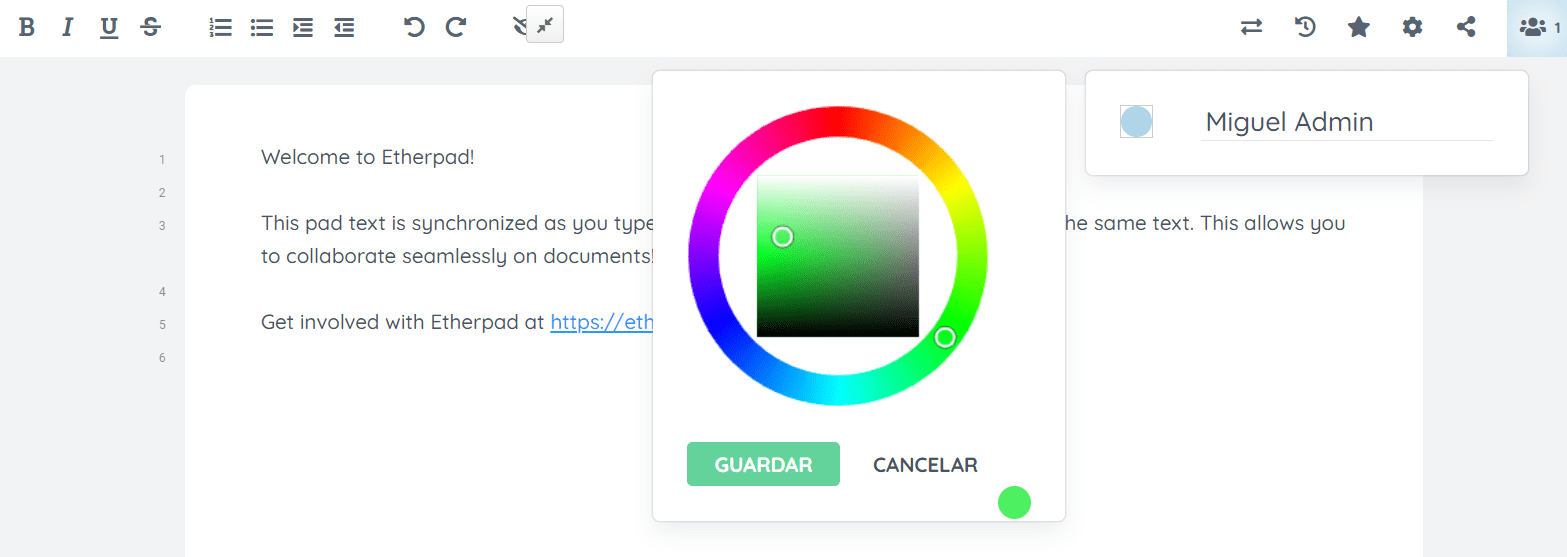 B I U S
1
Miguel Admin
1 Welcome to Etherpad!
2
3 This pad text is synchronized as you type he same text. This allows you
to collaborate seamlessly on documents!
4
5 Get involved with Etherpad at https://eth
6
GUARDAR CANCELAR